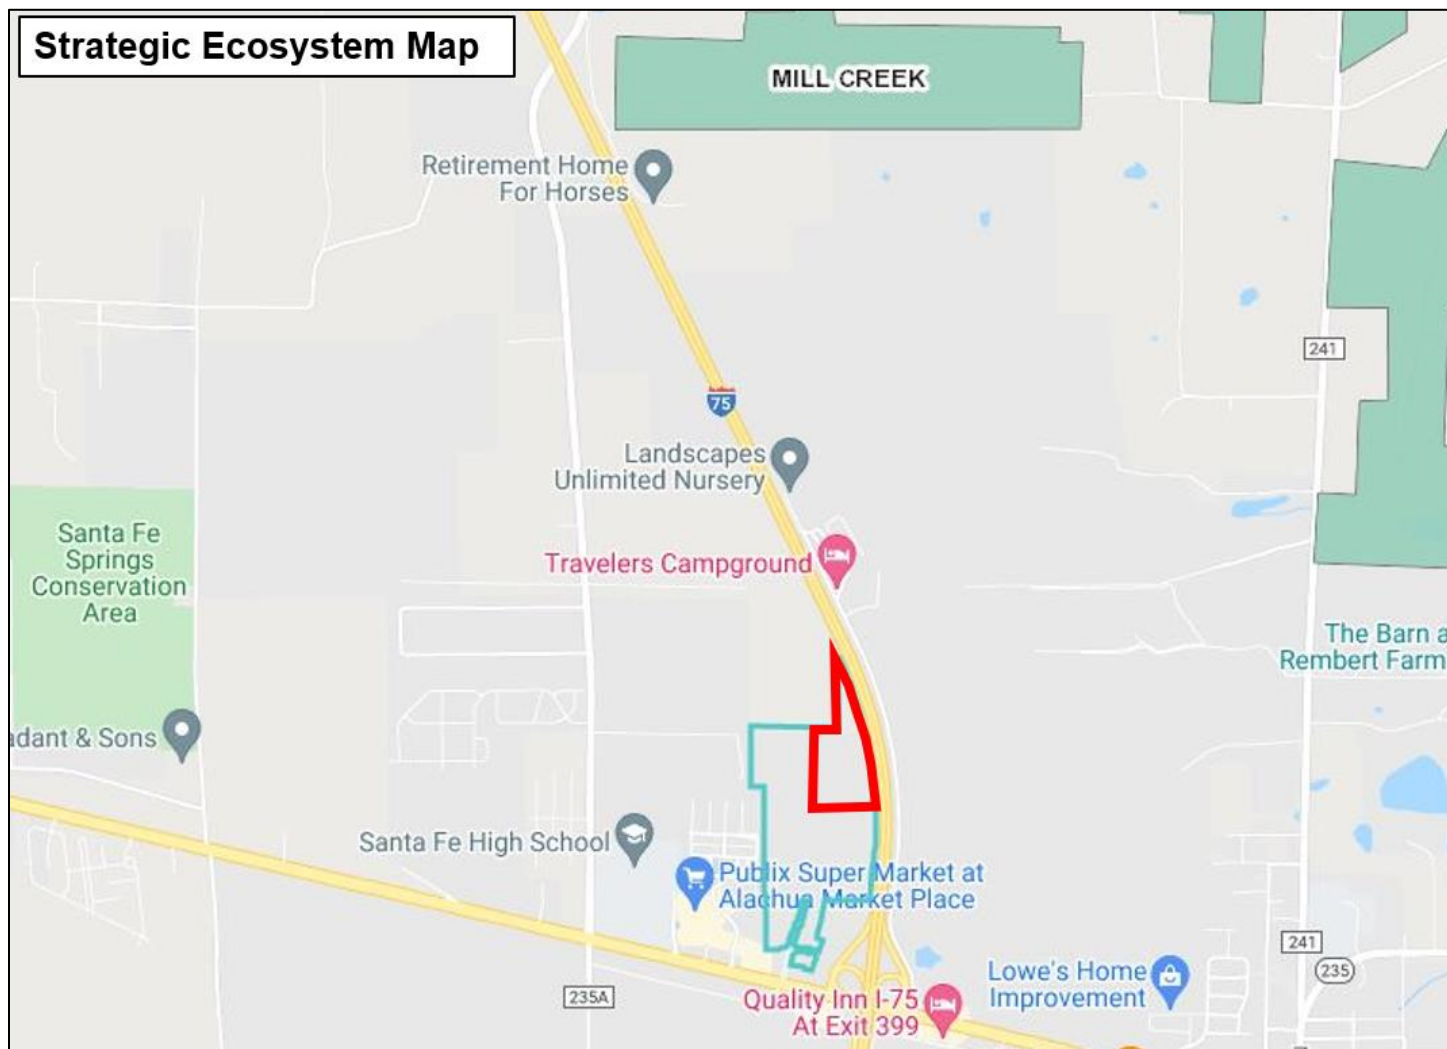 Strategic Ecosystem Map
MILL CREEK
Retirement Home
For Horses
241
75
Landscapes
Unlimited Nursery
Santa Fe
Springs
Conservation
Area
Travelers Campground
The Barn a
Rembert Farm
adant & Sons
Santa Fe High School
Publix Super Market at
Alachua Market Place
241
235
Lowe's Home
Improvement
235A
Quality Inn I-75
At Exit 399